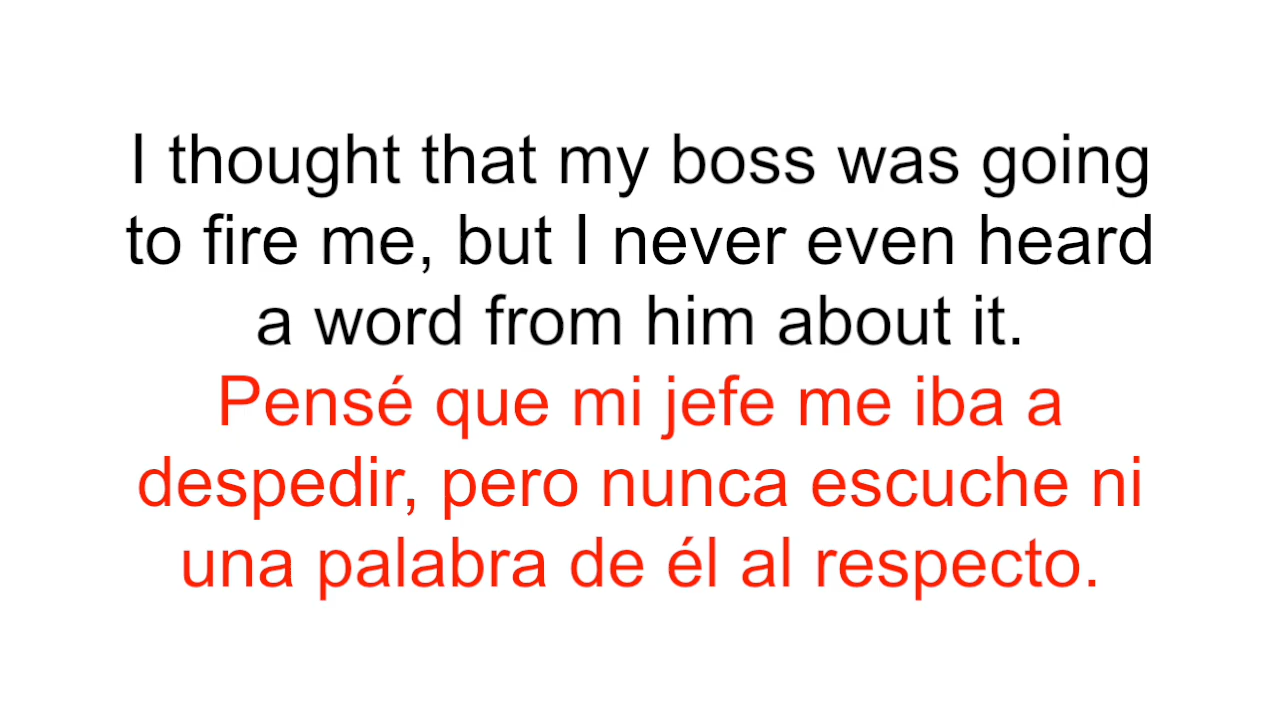 I thought that my boss was going
to fire me, but I never even heard
a word from him about it.
Pensé que mi jefe me iba a
despedir, pero nunca escuche ni
una palabra de él al respecto.